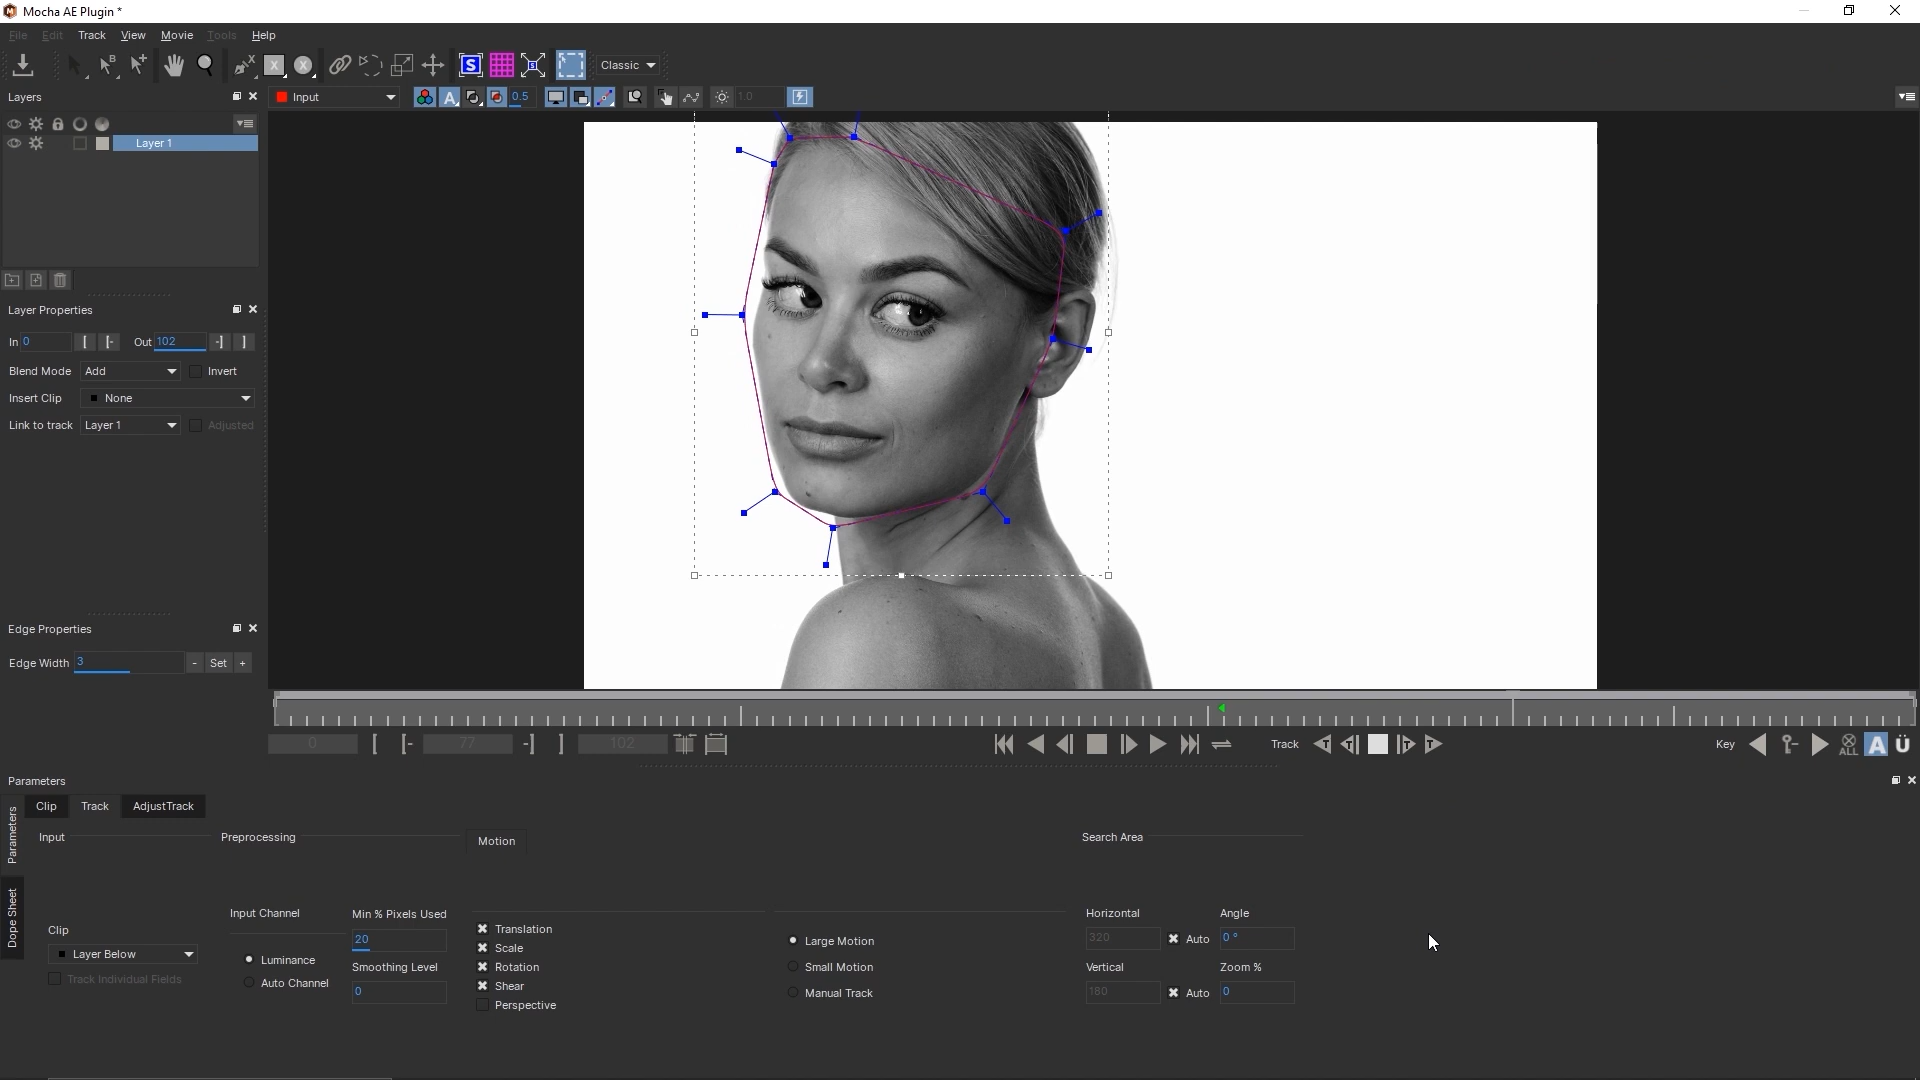 Mocha AE Plugin *
File Edit Track View Movie Tools Help
Classic
Layers
Input
0.5
1.0
Layer 1
Layer Properties
In 0
Out 102
Blend Mode Add
Invert
Insert Clip None
Link to track Layer 1
Adjusted
Edge Properties
Edge Width 3
- Set +
0
77
102
Track
Key
ALL
Parameters
Parameters
Dope Sheet
Clip Track AdjustTrack
Input
Preprocessing
Motion
Search Area
Clip
Layer Below
Track Individual Fields
Input Channel
Luminance
Auto Channel
Min % Pixels Used
20
Smoothing Level
0
Translation
Scale
Rotation
Shear
Perspective
Large Motion
Small Motion
Manual Track
Horizontal
320
Auto
Angle
0 °
Vertical
180
Auto
Zoom %
0